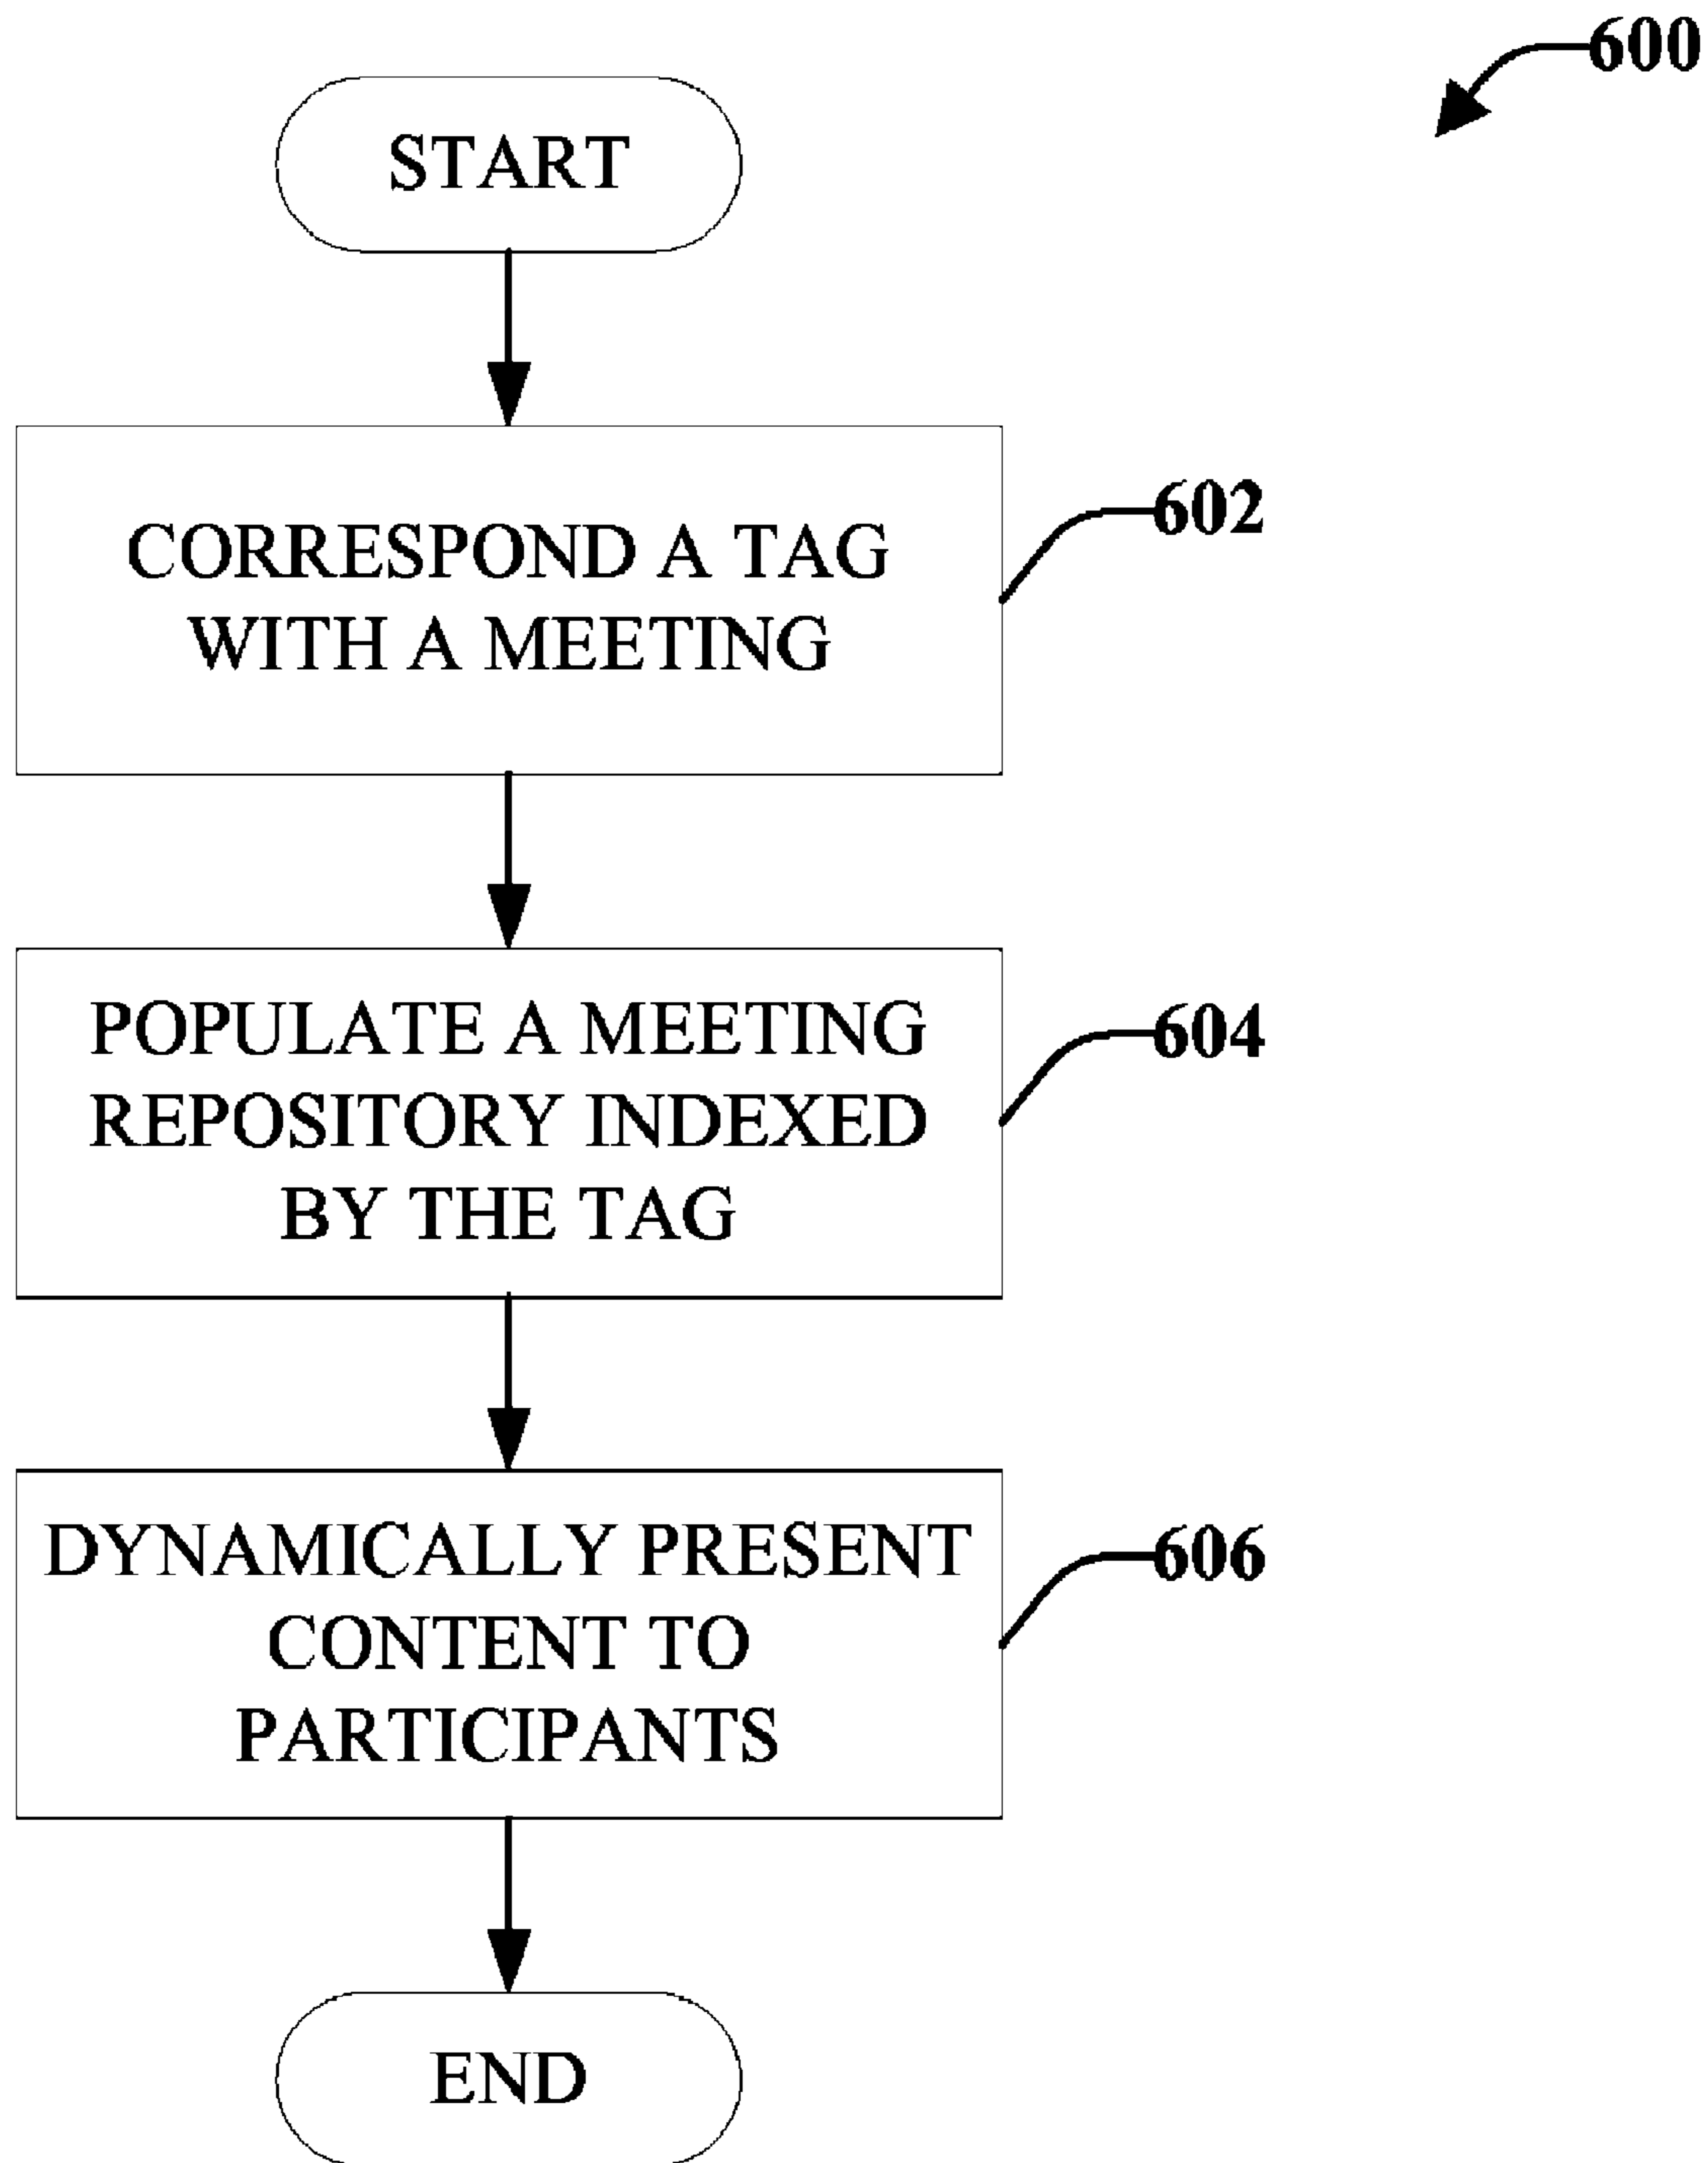 600
START
CORRESPOND A TAG
WITH A MEETING
602
POPULATE A MEETING
REPOSITORY INDEXED
BY THE TAG
604
DYNAMICALLY PRESENT
CONTENT TO
PARTICIPANTS
606
END